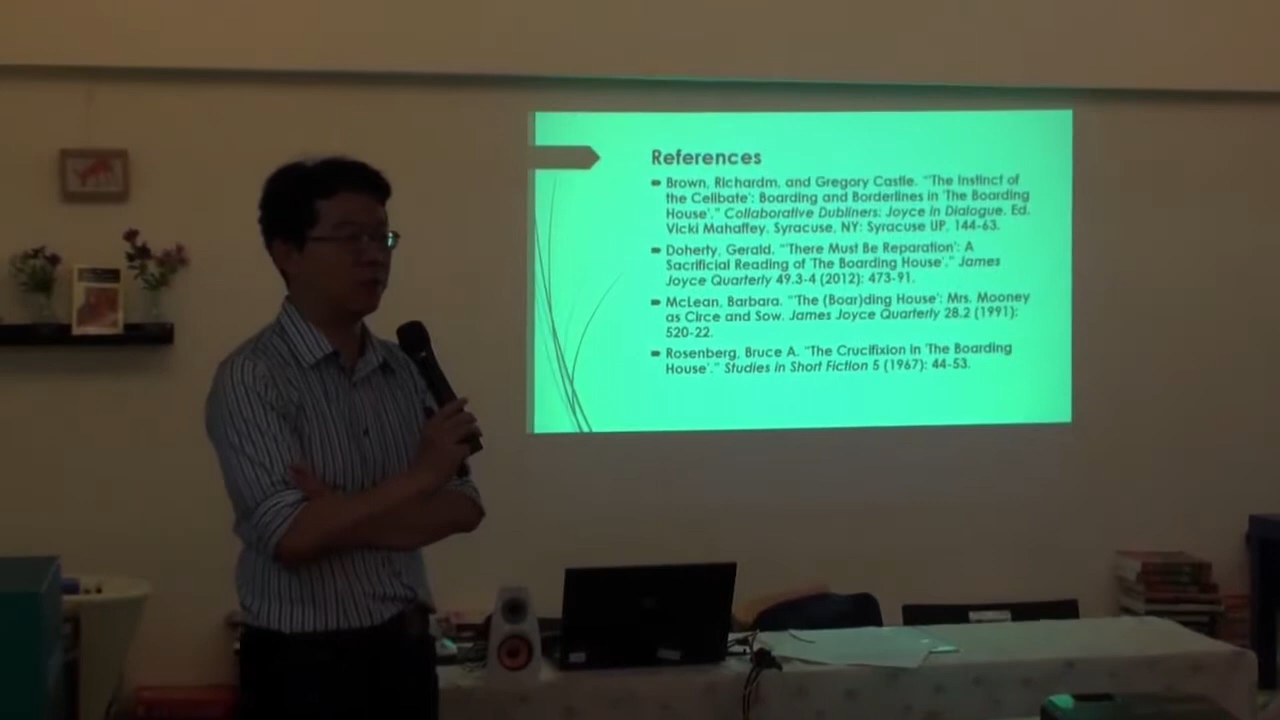 References
Brown, Richardm, and Gregory Castle. "'The Instinct of
the Celibate': Boarding and Borderlines in 'The Boarding
House'." Collaborative Dubliners: Joyce in Dialogue. Ed.
Vicki Mahaffey. Syracuse, NY: Syracuse UP, 144-63.
Doherty, Gerald. "'There Must Be Reparation': A
Sacrificial Reading of 'The Boarding House'." James
Joyce Quarterly 49.3-4 (2012): 473-91.
McLean, Barbara. "'The (Boar)ding House': Mrs. Mooney
as Circe and Sow. James Joyce Quarterly 28.2 (1991):
520-22.
Rosenberg, Bruce A. "The Crucifixion in 'The Boarding
House'." Studies in Short Fiction 5 (1967): 44-53.